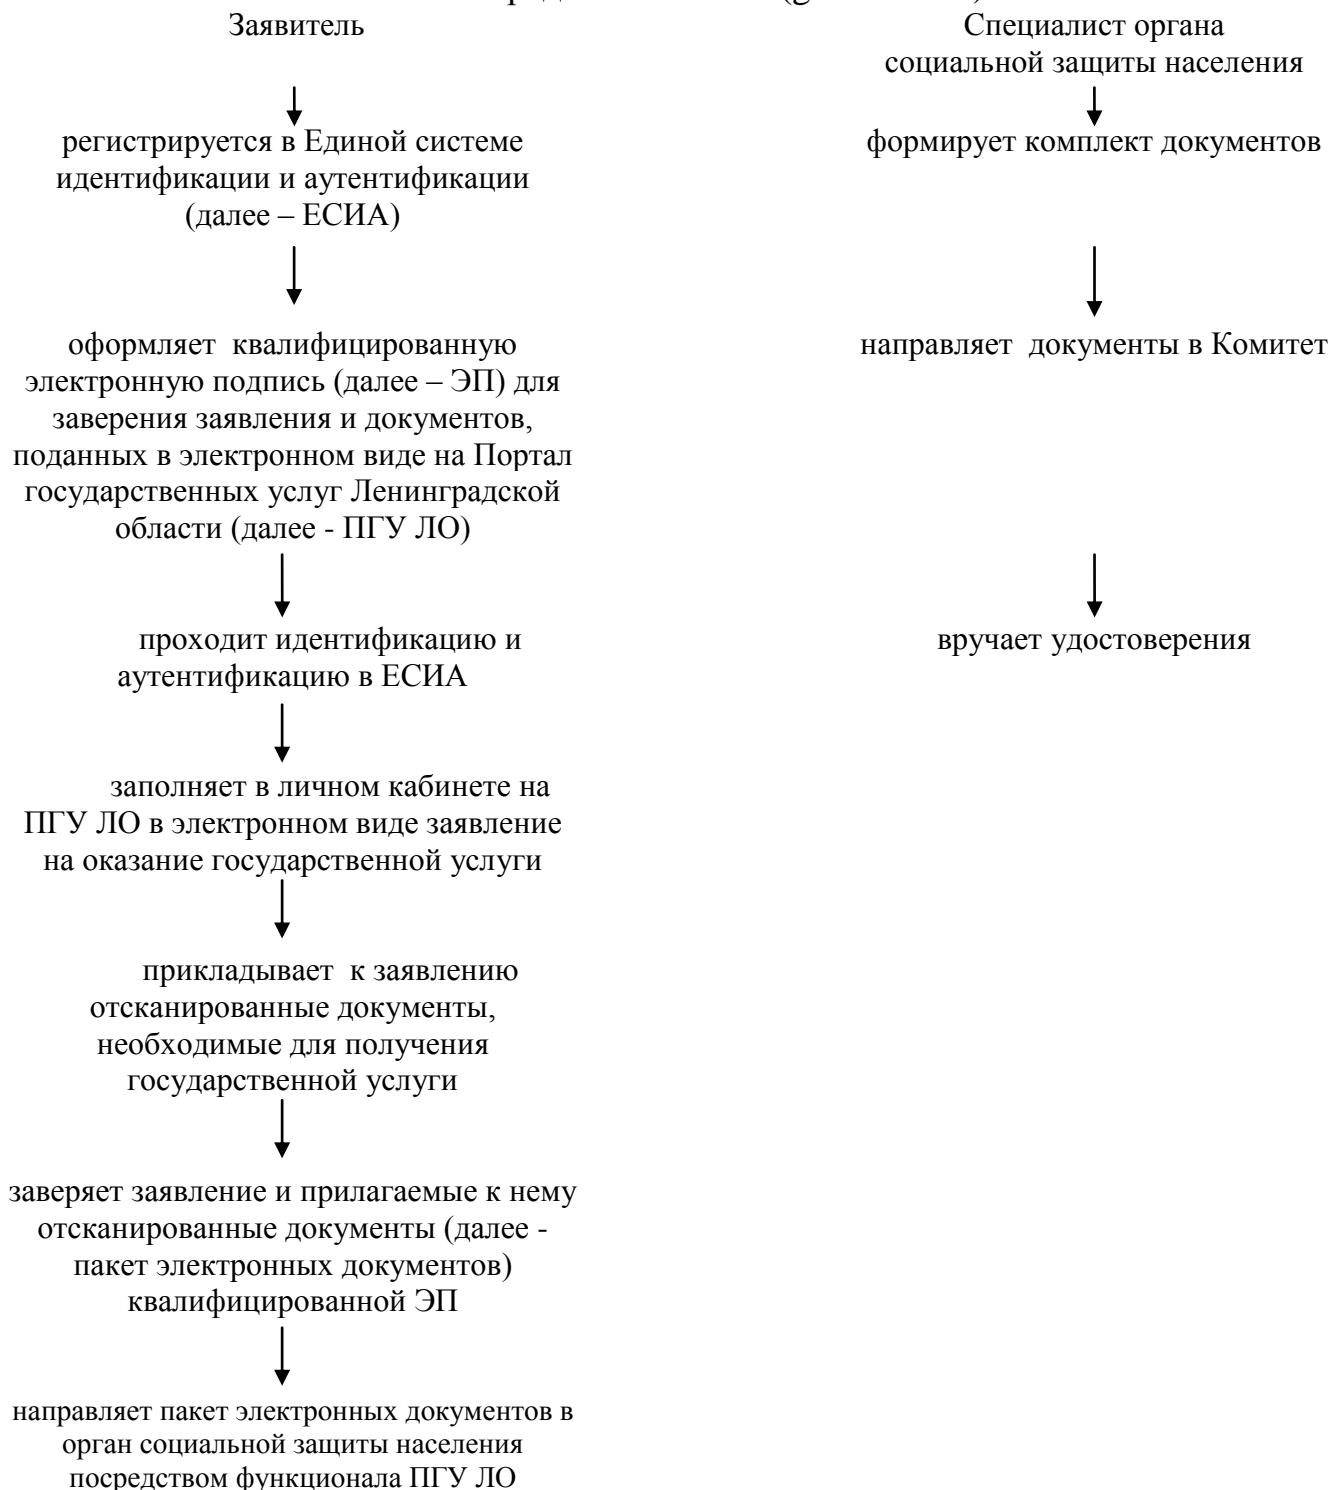 Заявитель
регистрируется в Единой системе
идентификации и аутентификации
(далее – ЕСИА)
оформляет квалифицированную
электронную подпись (далее – ЭП) для
заверения заявления и документов,
поданных в электронном виде на Портал
государственных услуг Ленинградской
области (далее - ПГУ ЛО)
проходит идентификацию и
аутентификацию в ЕСИА
заполняет в личном кабинете на
ПГУ ЛО в электронном виде заявление
на оказание государственной услуги
прикладывает к заявлению
отсканированные документы,
необходимые для получения
государственной услуги
заверяет заявление и прилагаемые к нему
отсканированные документы (далее -
пакет электронных документов)
квалифицированной ЭП
направляет пакет электронных документов в
орган социальной защиты населения
посредством функционала ПГУ ЛО
Специалист органа
социальной защиты населения
формирует комплект документов
направляет документы в Комитет
вручает удостоверения